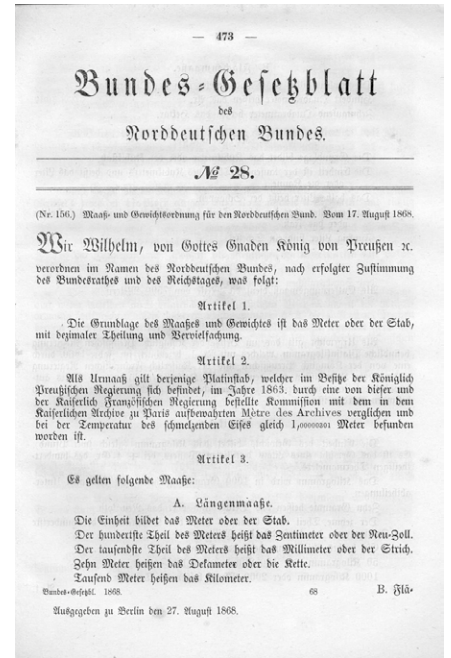 — 473 —
Bundes-Gesetzblatt
des
Norddeutschen Bundes.
№ 28.
(Nr. 156.) Maaß- und Gewichtsordnung für den Norddeutschen Bund. Vom 17. August 1868.
Wir Wilhelm, von Gottes Gnaden König von Preußen ꝛc.
verordnen im Namen des Norddeutschen Bundes, nach erfolgter Zustimmung
des Bundesrathes und des Reichstages, was folgt:
Artikel 1.
Die Grundlage des Maaßes und Gewichtes ist das Meter oder der Stab,
mit dezimaler Theilung und Vervielfachung.
Artikel 2.
Als Urmaaß gilt derjenige Platinstab, welcher im Besitze der Königlich
Preußischen Regierung sich befindet, im Jahre 1863. durch eine von dieser und
der Kaiserlich Französischen Regierung bestellte Kommission mit dem in dem
Kaiserlichen Archive zu Paris aufbewahrten Mètre des Archives verglichen und
bei der Temperatur des schmelzenden Eises gleich 1,00000301 Meter befunden
worden ist.
Artikel 3.
Es gelten folgende Maaße:
A. Längenmaaße.
Die Einheit bildet das Meter oder der Stab.
Der hundertste Theil des Meters heißt das Zentimeter oder der Neu-Zoll.
Der tausendste Theil des Meters heißt das Millimeter oder der Strich.
Zehn Meter heißen das Dekameter oder die Kette.
Tausend Meter heißen das Kilometer.
Bundes-Gesetzbl. 1868. 68 B. Flä-
Ausgegeben zu Berlin den 27. August 1868.